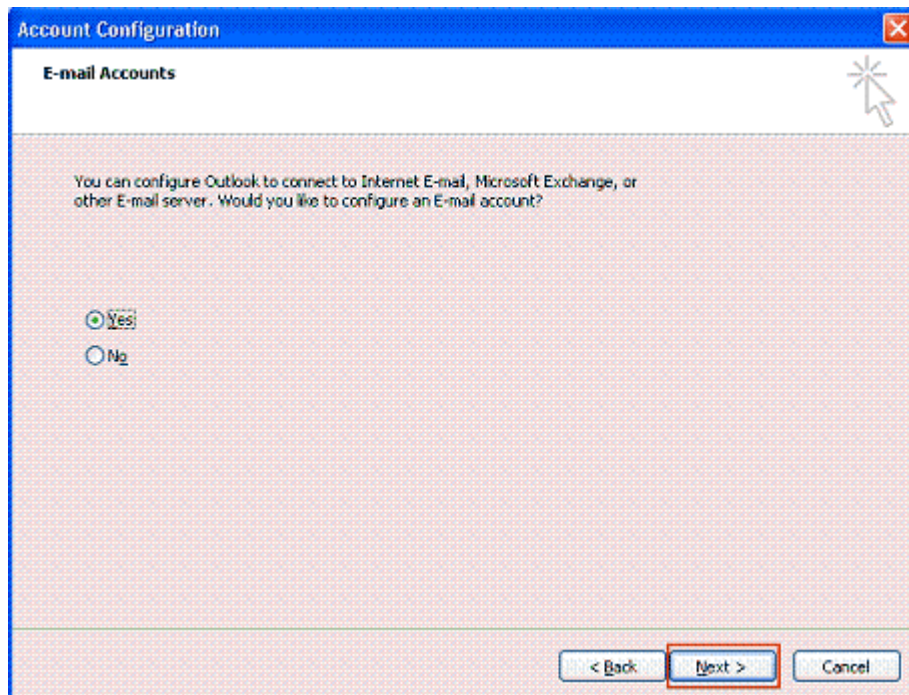 Account Configuration
E-mail Accounts
You can configure Outlook to connect to Internet E-mail, Microsoft Exchange, or
other E-mail server. Would you like to configure an E-mail account?
Yes
No
< Back Next > Cancel